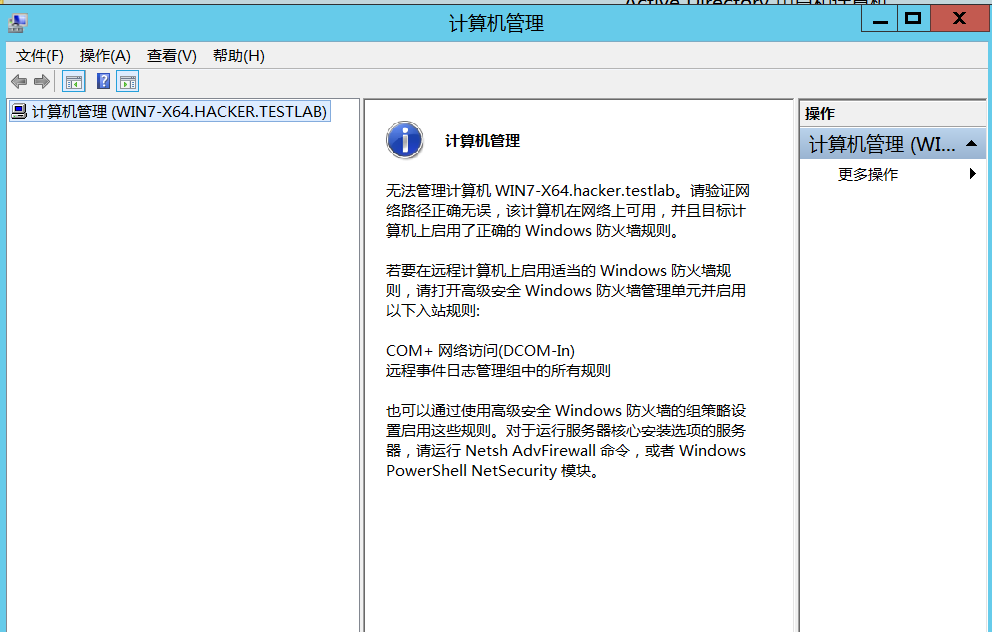 Active Directory 用户和计算机
计算机管理
文件(F) 操作(A) 查看(V) 帮助(H)
计算机管理 (WIN7-X64.HACKER.TESTLAB)
计算机管理
无法管理计算机 WIN7-X64.hacker.testlab。请验证网
络路径正确无误，该计算机在网络上可用，并且目标计
算机上启用了正确的 Windows 防火墙规则。
若要在远程计算机上启用适当的 Windows 防火墙规
则，请打开高级安全 Windows 防火墙管理单元并启用
以下入站规则:
COM+ 网络访问(DCOM-In)
远程事件日志管理组中的所有规则
也可以通过使用高级安全 Windows 防火墙的组策略设
置启用这些规则。对于运行服务器核心安装选项的服务
器，请运行 Netsh AdvFirewall 命令，或者 Windows
PowerShell NetSecurity 模块。
操作
计算机管理 (WI...
更多操作